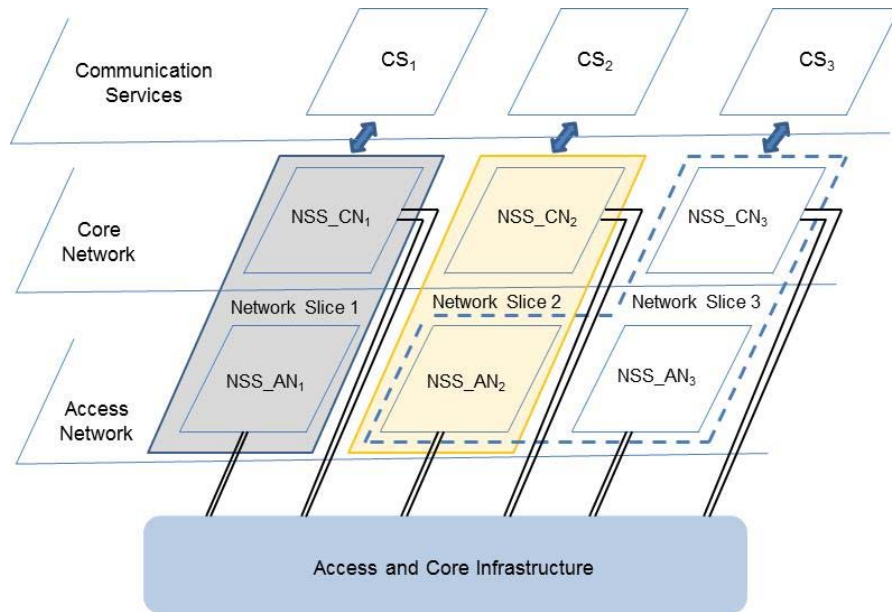 Communication
Services
CS₁
CS₂
CS₃
Core
Network
NSS_CN₁
NSS_CN₂
NSS_CN₃
Network Slice 1
Network Slice 2
Network Slice 3
Access
Network
NSS_AN₁
NSS_AN₂
NSS_AN₃
Access and Core Infrastructure